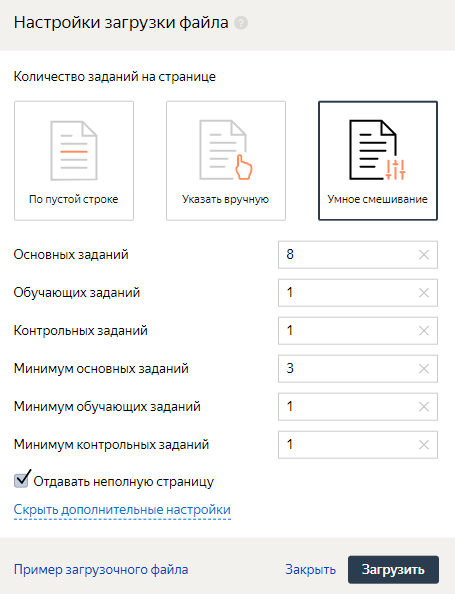 Настройки загрузки файла ?
Количество заданий на странице
По пустой строке
Указать вручную
Умное смешивание
Основных заданий 8
Обучающих заданий 1
Контрольных заданий 1
Минимум основных заданий 3
Минимум обучающих заданий 1
Минимум контрольных заданий 1
Отдавать неполную страницу
Скрыть дополнительные настройки
Пример загрузочного файла Закрыть Загрузить